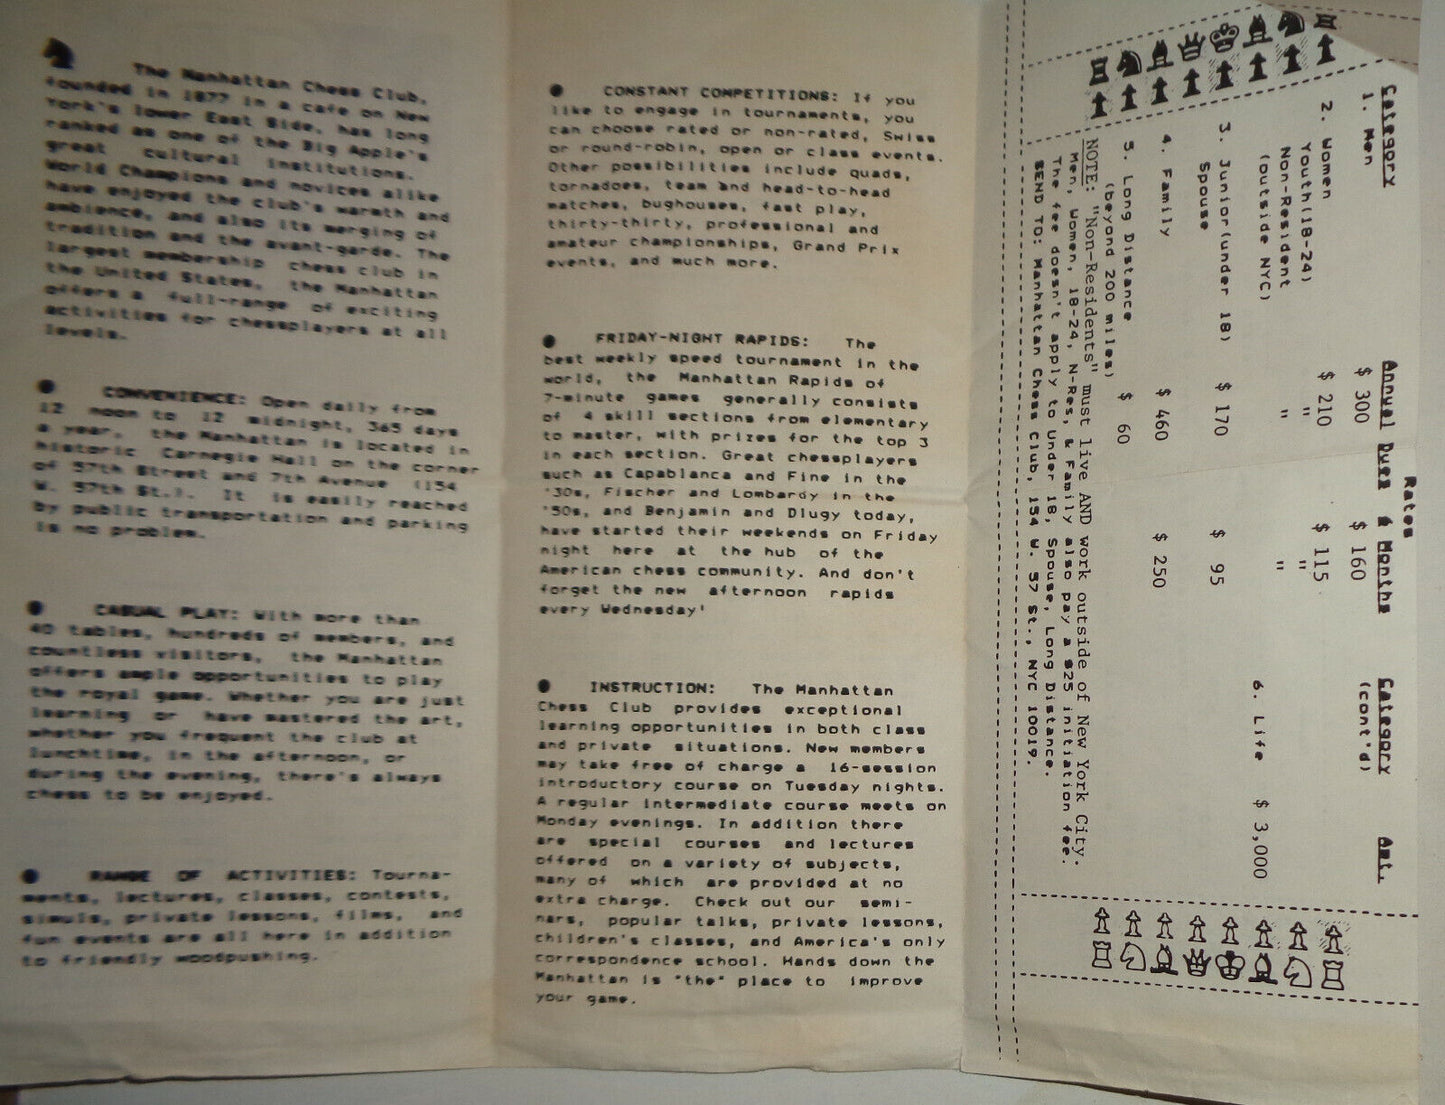 The Manhattan Chess Club,
founded in 1877 in a cafe on New
York's lower East Side, has long
ranked as one of the Big Apple's
great cultural institutions.
World Champions and novices alike
have enjoyed the club's warmth and
ambience, and also its merging of
tradition and the avant-garde. The
largest membership chess club in
the United States, the Manhattan
offers a full-range of exciting
activities for chessplayers at all
levels.
● CONVENIENCE: Open daily from
12 noon to 12 midnight, 365 days
a year, the Manhattan is located in
historic Carnegie Hall on the corner
of 57th Street and 7th Avenue (154
W. 57th St.). It is easily reached
by public transportation and parking
is no problem.
● CASUAL PLAY: With more than
40 tables, hundreds of members, and
countless visitors, the Manhattan
offers ample opportunities to play
the royal game. Whether you are just
learning or have mastered the art,
whether you frequent the club at
lunchtime, in the afternoon, or
during the evening, there's always
chess to be enjoyed.
● RANGE OF ACTIVITIES: Tourna-
ments, lectures, classes, contests,
simuls, private lessons, films, and
fun events are all here in addition
to friendly woodpushing.
● CONSTANT COMPETITIONS: If you
like to engage in tournaments, you
can choose rated or non-rated, Swiss
or round-robin, open or class events.
Other possibilities include quads,
tornadoes, team and head-to-head
matches, bughouses, fast play,
thirty-thirty, professional and
amateur championships, Grand Prix
events, and much more.
● FRIDAY-NIGHT RAPIDS: The
best weekly speed tournament in the
world, the Manhattan Rapids of
7-minute games generally consists
of 4 skill sections from elementary
to master, with prizes for the top 3
in each section. Great chessplayers
such as Capablanca and Fine in the
'30s, Fischer and Lombardy in the
'50s, and Benjamin and Dlugy today,
have started their weekends on Friday
night here at the hub of the
American chess community. And don't
forget the new afternoon rapids
every Wednesday!
● INSTRUCTION: The Manhattan
Chess Club provides exceptional
learning opportunities in both class
and private situations. New members
may take free of charge a 16-session
introductory course on Tuesday nights.
A regular intermediate course meets on
Monday evenings. In addition there
are special courses and lectures
offered on a variety of subjects,
many of which are provided at no
extra charge. Check out our semi-
nars, popular talks, private lessons,
children's classes, and America's only
correspondence school. Hands down the
Manhattan is "the" place to improve
your game.
Rates
Category Annual Dues 6 Months Category Amt.
(cont'd)
1. Men $ 300 $ 160
2. Women $ 210 $ 115
Youth(18-24) " "
Non-Resident " "
(outside NYC)
6. Life $ 3,000
3. Junior(under 18) $ 170 $ 95
Spouse
4. Family $ 460 $ 250
5. Long Distance $ 60
(beyond 200 miles)
NOTE: "Non-Residents" must live AND work outside of New York City.
Men, Women, 18-24, N-Res, & Family also pay a $25 initiation fee.
The fee doesn't apply to Under 18, Spouse, Long Distance.
SEND TO: Manhattan Chess Club, 154 W. 57 St., NYC 10019.